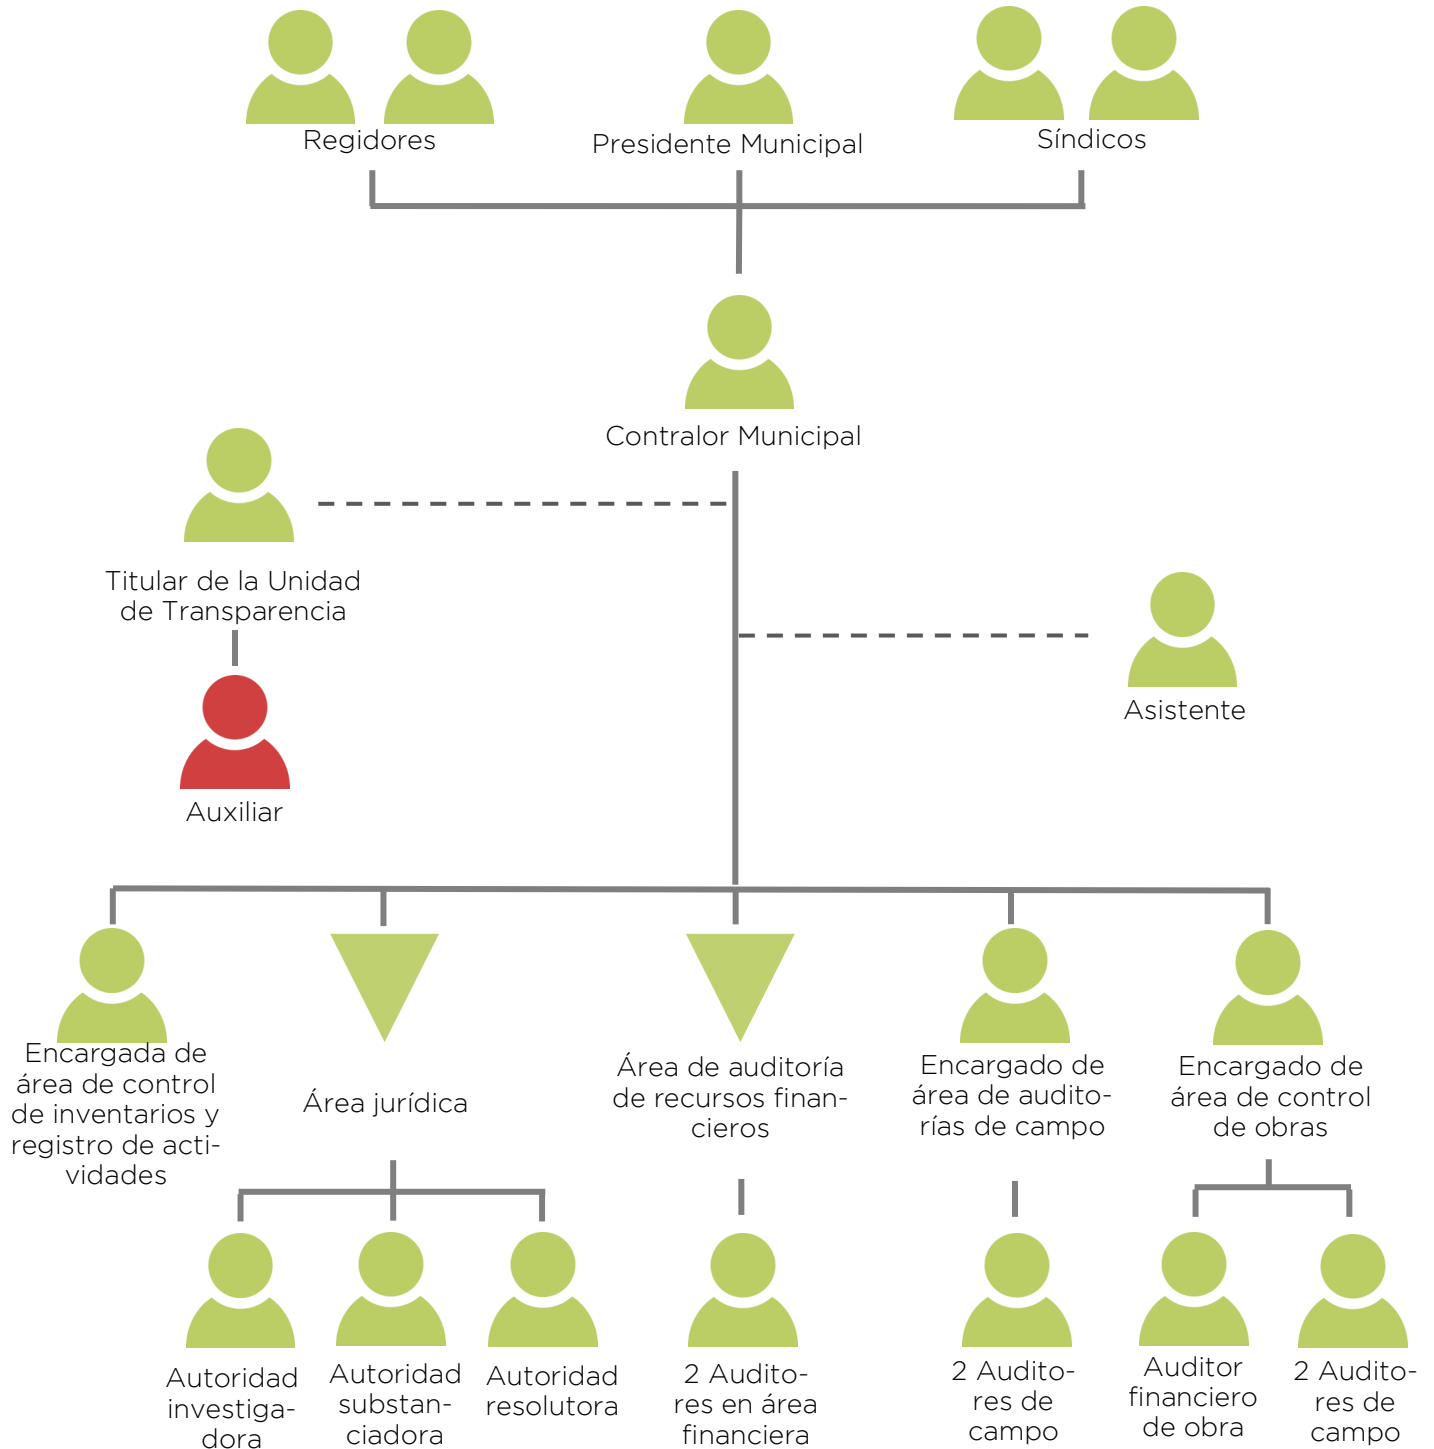 Regidores
Presidente Municipal
Síndicos
Contralor Municipal
Titular de la Unidad
de Transparencia
Asistente
Auxiliar
Encargada de
área de control
de inventarios y
registro de acti-
vidades
Área jurídica
Área de auditoría
de recursos finan-
cieros
Encargado de
área de audito-
rías de campo
Encargado de
área de control
de obras
Autoridad
investiga-
dora
Autoridad
substan-
ciadora
Autoridad
resolutora
2 Audito-
res en área
financiera
2 Audito-
res de
campo
Auditor
financiero
de obra
2 Audito-
res de
campo